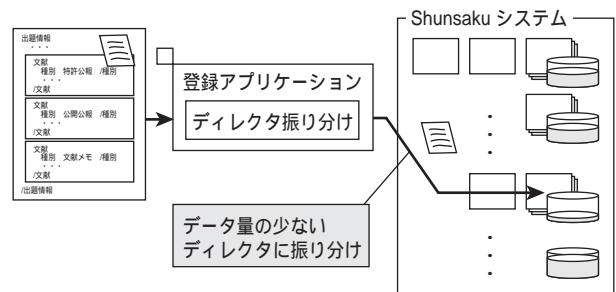 出題情報
・・・
文献
種別 特許公報 /種別
・・・
/文献
文献
種別 公開公報 /種別
・・・
/文献
文献
種別 文献メモ /種別
・・・
/文献
/出題情報
登録アプリケーション
ディレクタ振り分け
データ量の少ない
ディレクタに振り分け
Shunsaku システム